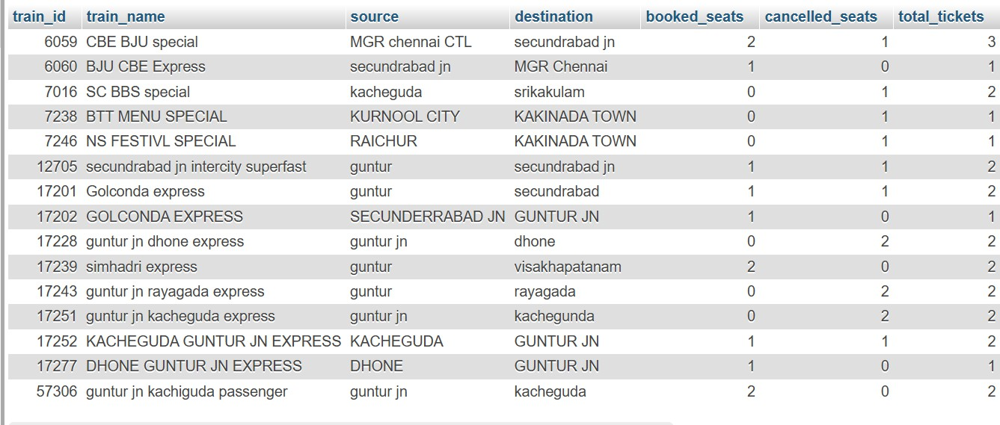 train_id train_name source destination booked_seats cancelled_seats total_tickets
6059 CBE BJU special MGR chennai CTL secundrabad jn 2 1 3
6060 BJU CBE Express secundrabad jn MGR Chennai 1 0 1
7016 SC BBS special kacheguda srikakulam 0 1 2
7238 BTT MENU SPECIAL KURNOOL CITY KAKINADA TOWN 0 1 1
7246 NS FESTIVL SPECIAL RAICHUR KAKINADA TOWN 0 1 1
12705 secundrabad jn intercity superfast guntur secundrabad jn 1 1 2
17201 Golconda express guntur secundrabad 1 1 2
17202 GOLCONDA EXPRESS SECUNDERRABAD JN GUNTUR JN 1 0 1
17228 guntur jn dhone express guntur jn dhone 0 2 2
17239 simhadri express guntur visakhapatanam 2 0 2
17243 guntur jn rayagada express guntur rayagada 0 2 2
17251 guntur jn kacheguda express guntur jn kachegunda 0 2 2
17252 KACHEGUDA GUNTUR JN EXPRESS KACHEGUDA GUNTUR JN 1 1 2
17277 DHONE GUNTUR JN EXPRESS DHONE GUNTUR JN 1 0 1
57306 guntur jn kachiguda passenger guntur jn kacheguda 2 0 2